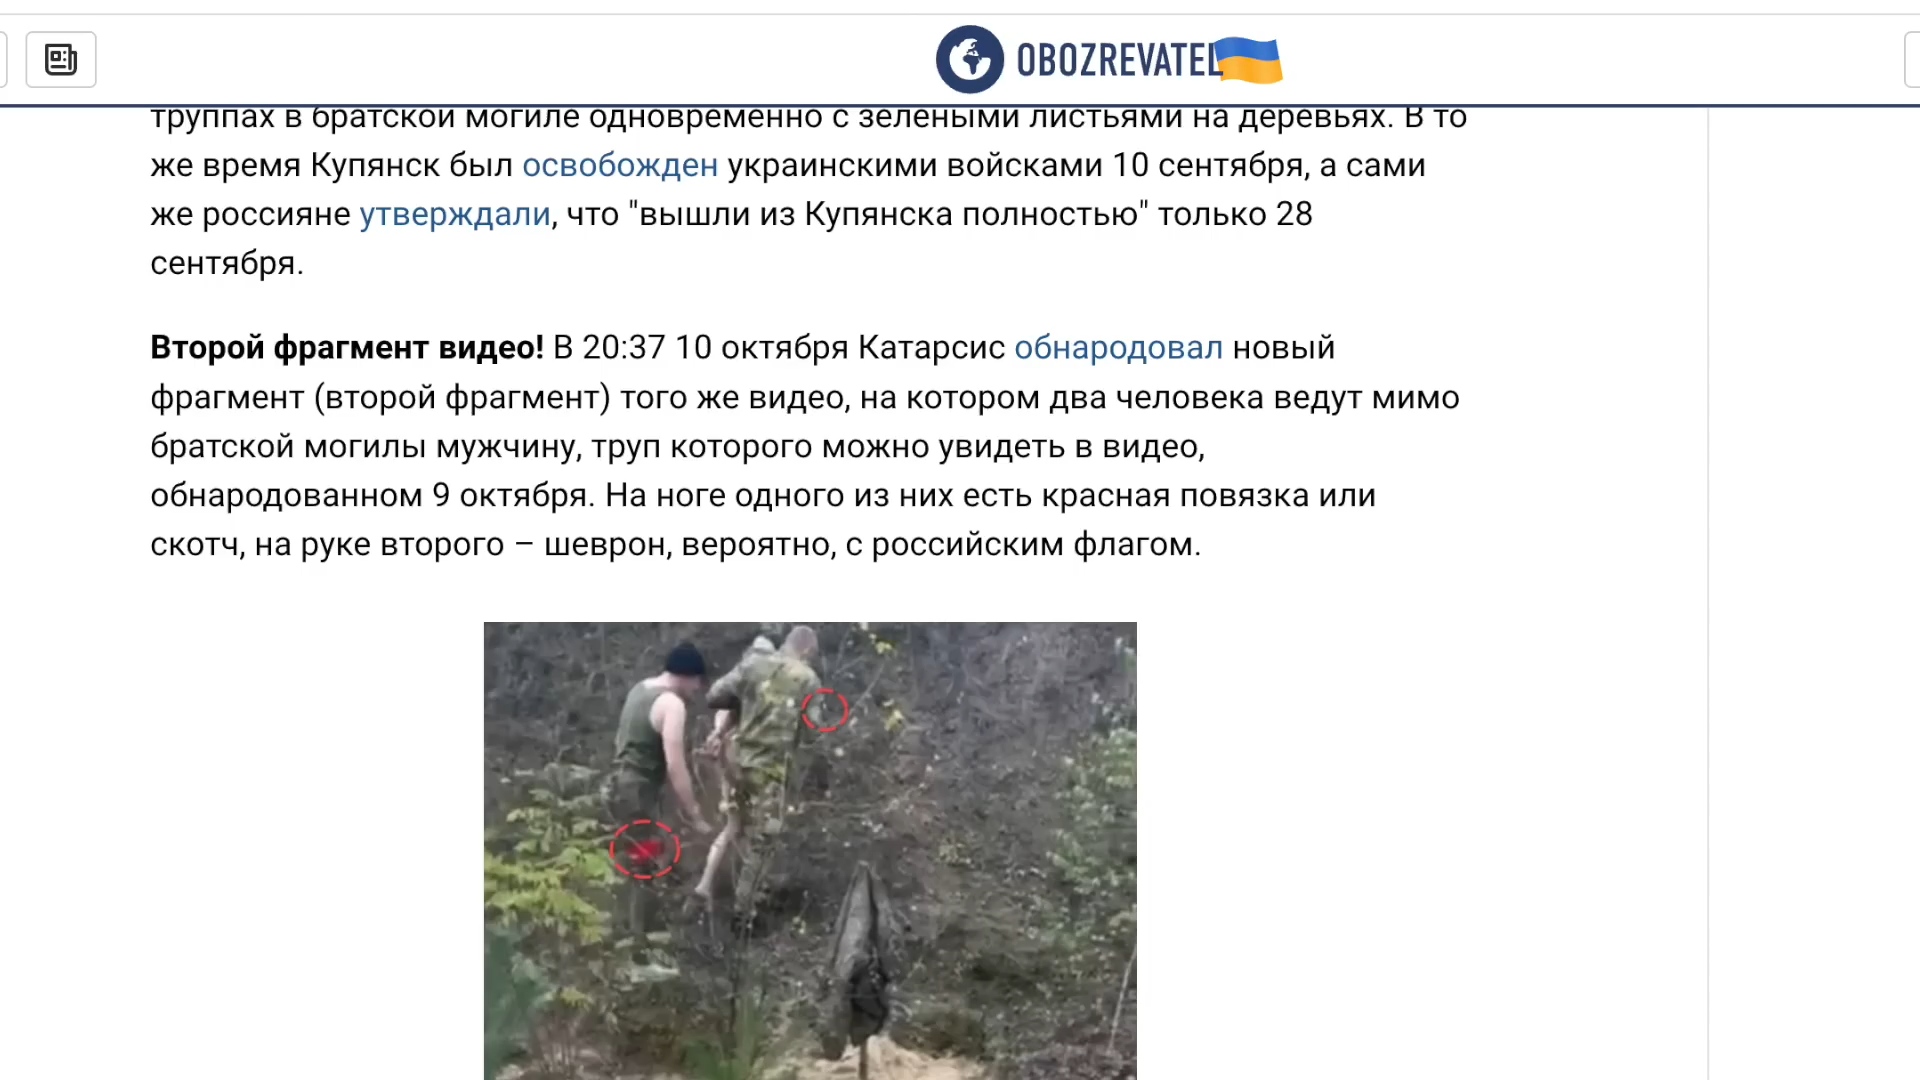 OBOZREVATEL
труппах в братской могиле одновременно с зелеными листьями на деревьях. В то
же время Купянск был освобожден украинскими войсками 10 сентября, а сами
же россияне утверждали, что "вышли из Купянска полностью" только 28
сентября.
Второй фрагмент видео! В 20:37 10 октября Катарсис обнародовал новый
фрагмент (второй фрагмент) того же видео, на котором два человека ведут мимо
братской могилы мужчину, труп которого можно увидеть в видео,
обнародованном 9 октября. На ноге одного из них есть красная повязка или
скотч, на руке второго – шеврон, вероятно, с российским флагом.